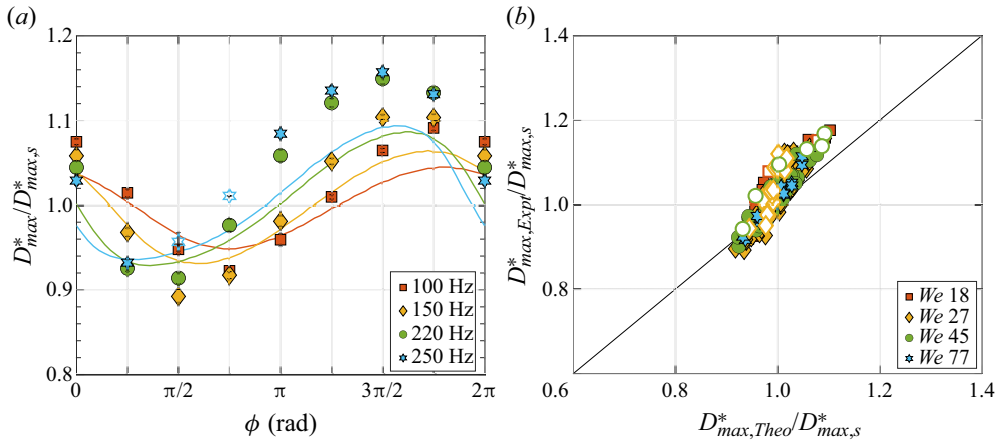 (a)
1.2
1.1
1.0
0.9
0.8
D*max/D*max,s
0 π/2 π 3π/2 2π
ϕ (rad)
100 Hz
150 Hz
220 Hz
250 Hz
(b)
1.4
1.2
1.0
0.8
0.6
D*max,Expt/D*max,s
0.8 1.0 1.2 1.4
D*max,Theo/D*max,s
We 18
We 27
We 45
We 77